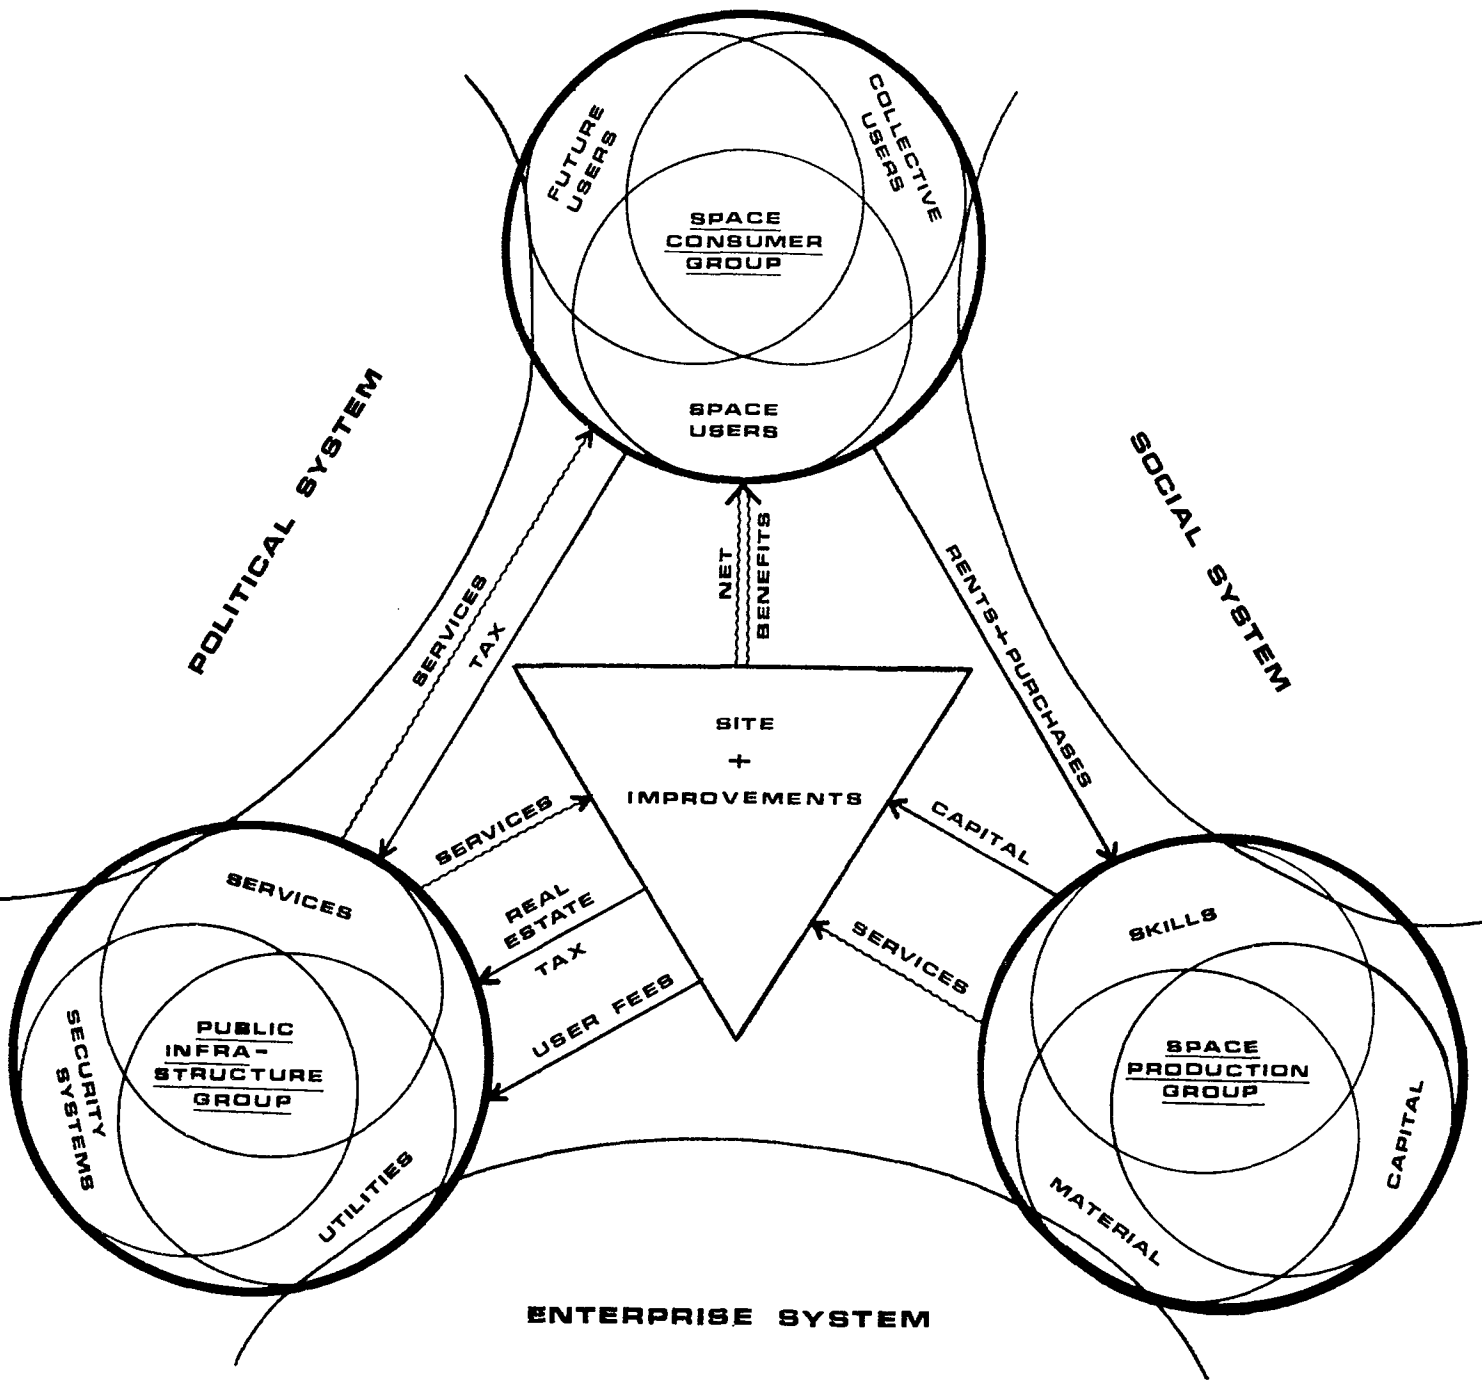 FUTURE
USERS
COLLECTIVE
USERS
SPACE
CONSUMER
GROUP
SPACE
USERS
POLITICAL SYSTEM
SOCIAL SYSTEM
SERVICES
TAX
NET
BENEFITS
RENTS+PURCHASES
SITE
+
IMPROVEMENTS
SERVICES
REAL
ESTATE
TAX
USER FEES
CAPITAL
SERVICES
SERVICES
SECURITY
SYSTEMS
PUBLIC
INFRA-
STRUCTURE
GROUP
UTILITIES
SKILLS
SPACE
PRODUCTION
GROUP
CAPITAL
MATERIAL
ENTERPRISE SYSTEM